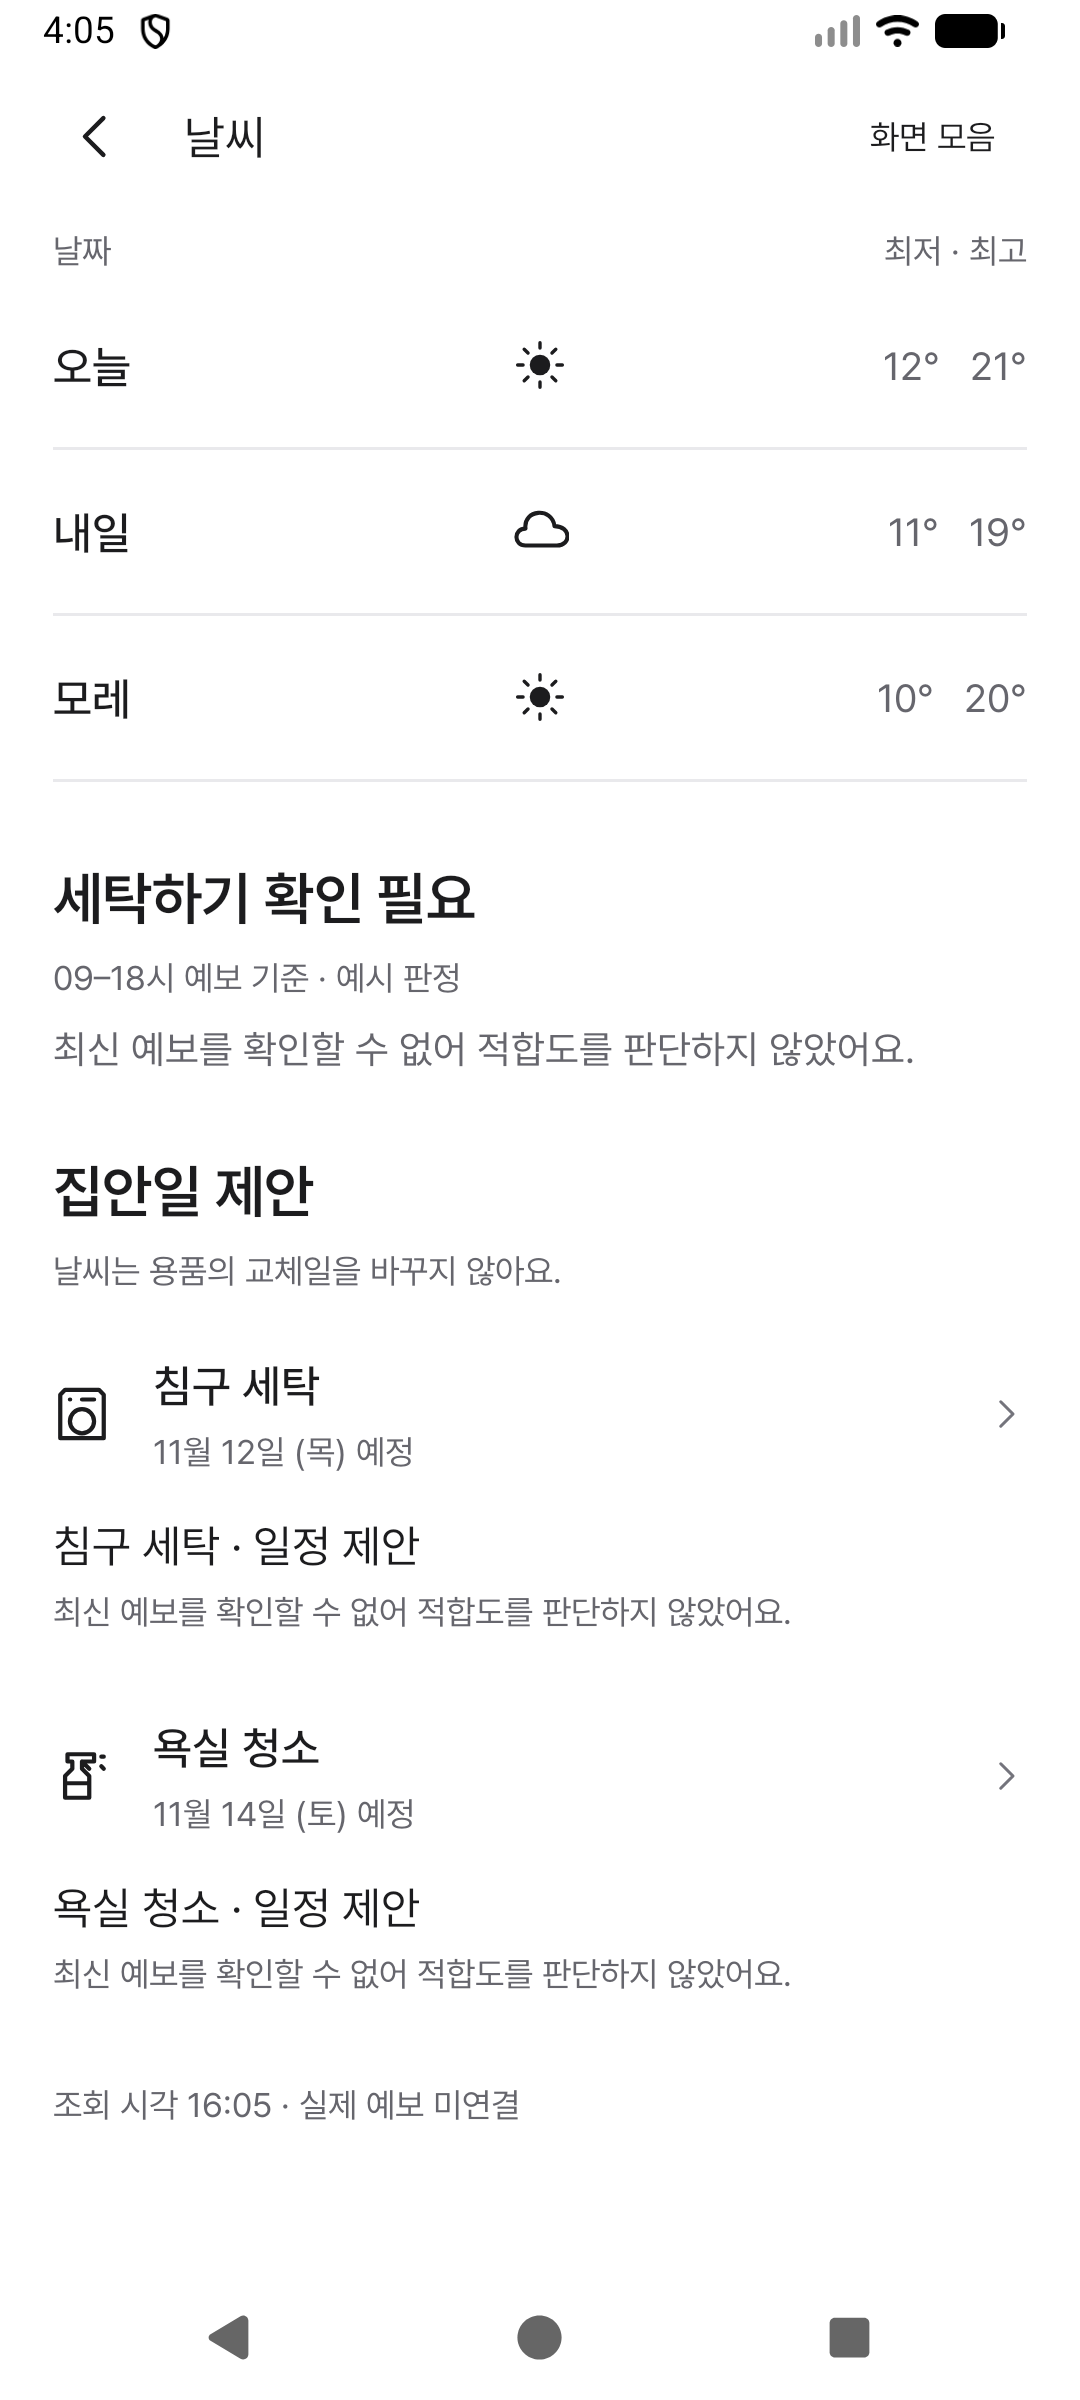 4:05
날씨
화면 모음
날짜
최저 · 최고
오늘
12° 21°
내일
11° 19°
모레
10° 20°
세탁하기 확인 필요
09–18시 예보 기준 · 예시 판정
최신 예보를 확인할 수 없어 적합도를 판단하지 않았어요.
집안일 제안
날씨는 용품의 교체일을 바꾸지 않아요.
침구 세탁
11월 12일 (목) 예정
침구 세탁 · 일정 제안
최신 예보를 확인할 수 없어 적합도를 판단하지 않았어요.
욕실 청소
11월 14일 (토) 예정
욕실 청소 · 일정 제안
최신 예보를 확인할 수 없어 적합도를 판단하지 않았어요.
조회 시각 16:05 · 실제 예보 미연결